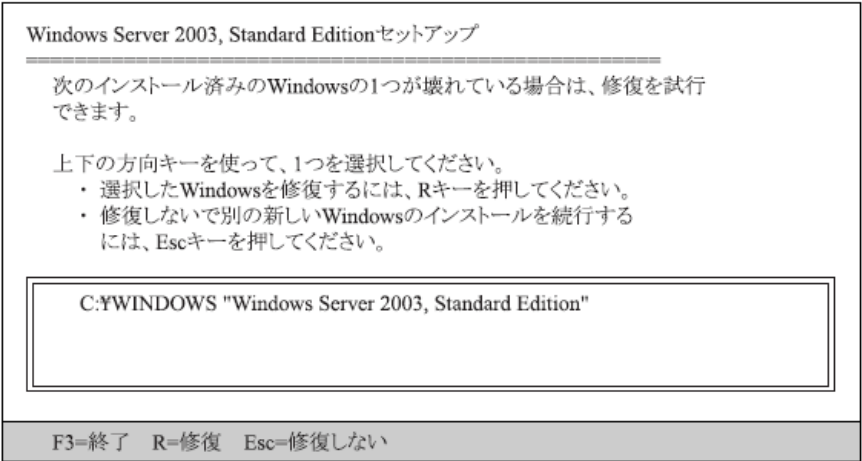 Windows Server 2003, Standard Editionセットアップ
====================================================
次のインストール済みのWindowsの1つが壊れている場合は、修復を試行
できます。
上下の方向キーを使って、1つを選択してください。
・ 選択したWindowsを修復するには、Rキーを押してください。
・ 修復しないで別の新しいWindowsのインストールを続行する
には、Escキーを押してください。
C:¥WINDOWS "Windows Server 2003, Standard Edition"
F3=終了 R=修復 Esc=修復しない